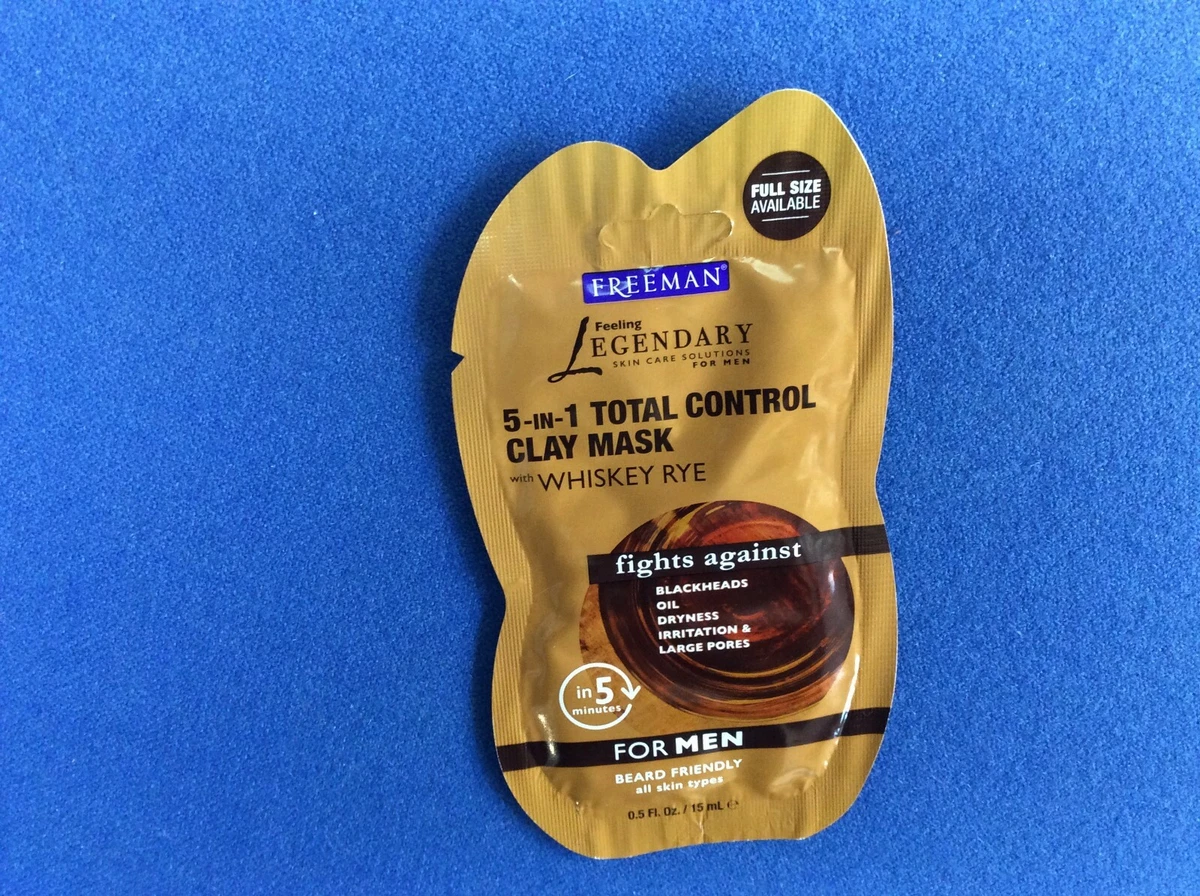 FULL SIZE
AVAILABLE
FREEMAN®
Feeling
LEGENDARY
SKIN CARE SOLUTIONS
FOR MEN
5-IN-1 TOTAL CONTROL
CLAY MASK
with WHISKEY RYE
fights against
BLACKHEADS
OIL
DRYNESS
IRRITATION &
LARGE PORES
in 5
minutes
FOR MEN
BEARD FRIENDLY
all skin types
0.5 Fl. Oz. / 15 mL ℮